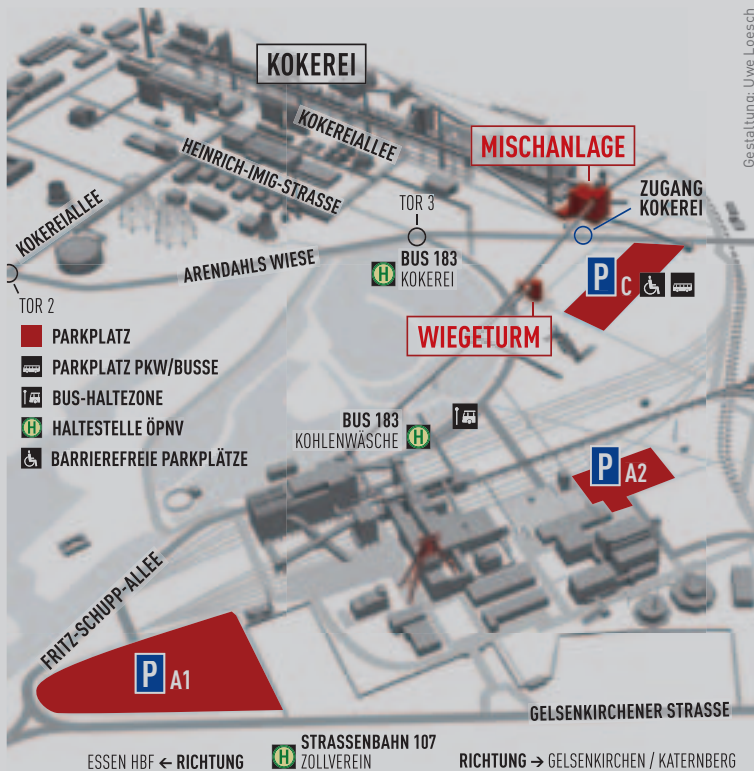 Gestaltung: Uwe Loesch
KOKEREI
KOKEREIALLEE
MISCHANLAGE
HEINRICH-IMIG-STRASSE
ZUGANG
KOKEREI
KOKEREIALLEE
TOR 3
ARENDAHLS WIESE
H BUS 183
KOKEREI
P C
TOR 2
WIEGETURM
PARKPLATZ
PARKPLATZ PKW/BUSSE
BUS-HALTEZONE
H HALTESTELLE ÖPNV
BARRIEREFREIE PARKPLÄTZE
BUS 183
KOHLENWÄSCHE H
P A2
FRITZ-SCHUPP-ALLEE
P A1
GELSENKIRCHENER STRASSE
ESSEN HBF ← RICHTUNG
H STRASSENBAHN 107
ZOLLVEREIN
RICHTUNG → GELSENKIRCHEN / KATERNBERG